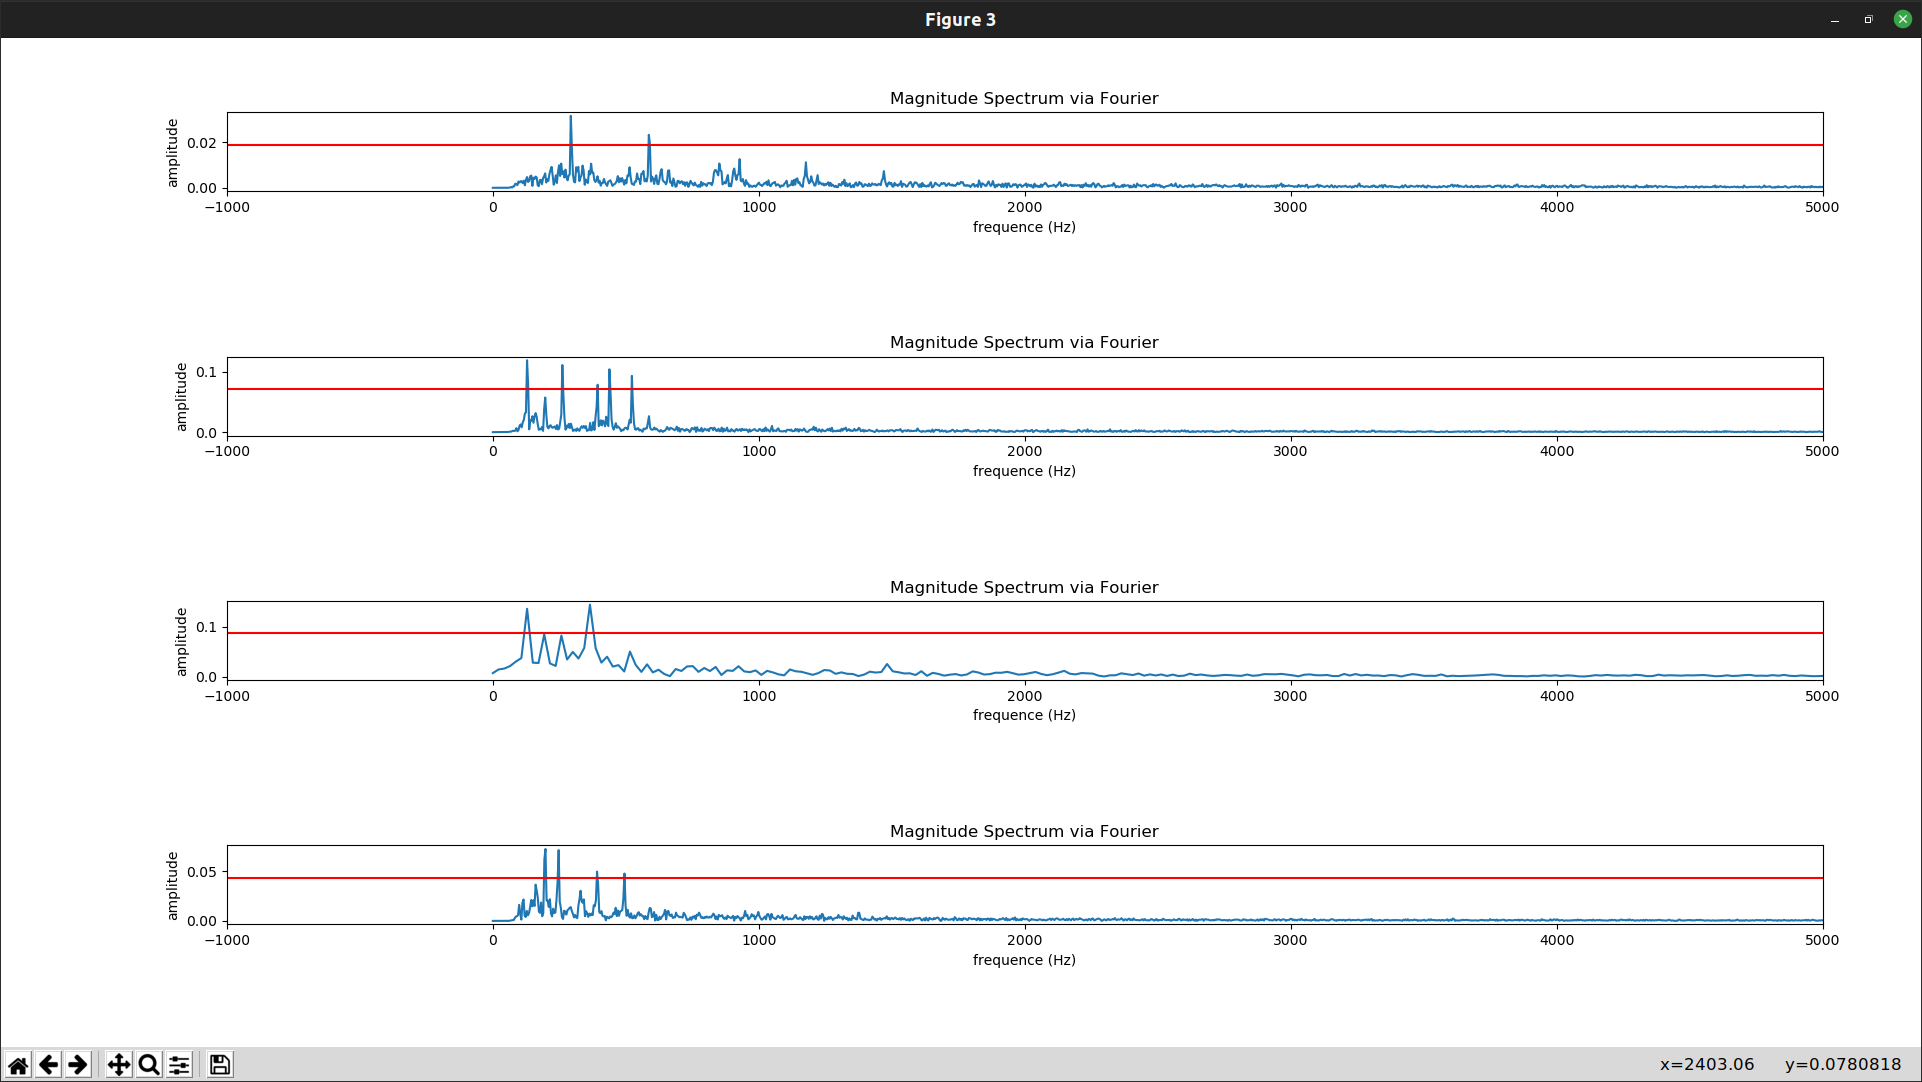 Figure 3
Magnitude Spectrum via Fourier
amplitude
0.02
0.00
−1000 0 1000 2000 3000 4000 5000
frequence (Hz)
Magnitude Spectrum via Fourier
amplitude
0.1
0.0
−1000 0 1000 2000 3000 4000 5000
frequence (Hz)
Magnitude Spectrum via Fourier
amplitude
0.1
0.0
−1000 0 1000 2000 3000 4000 5000
frequence (Hz)
Magnitude Spectrum via Fourier
amplitude
0.05
0.00
−1000 0 1000 2000 3000 4000 5000
frequence (Hz)
x=2403.06 y=0.0780818